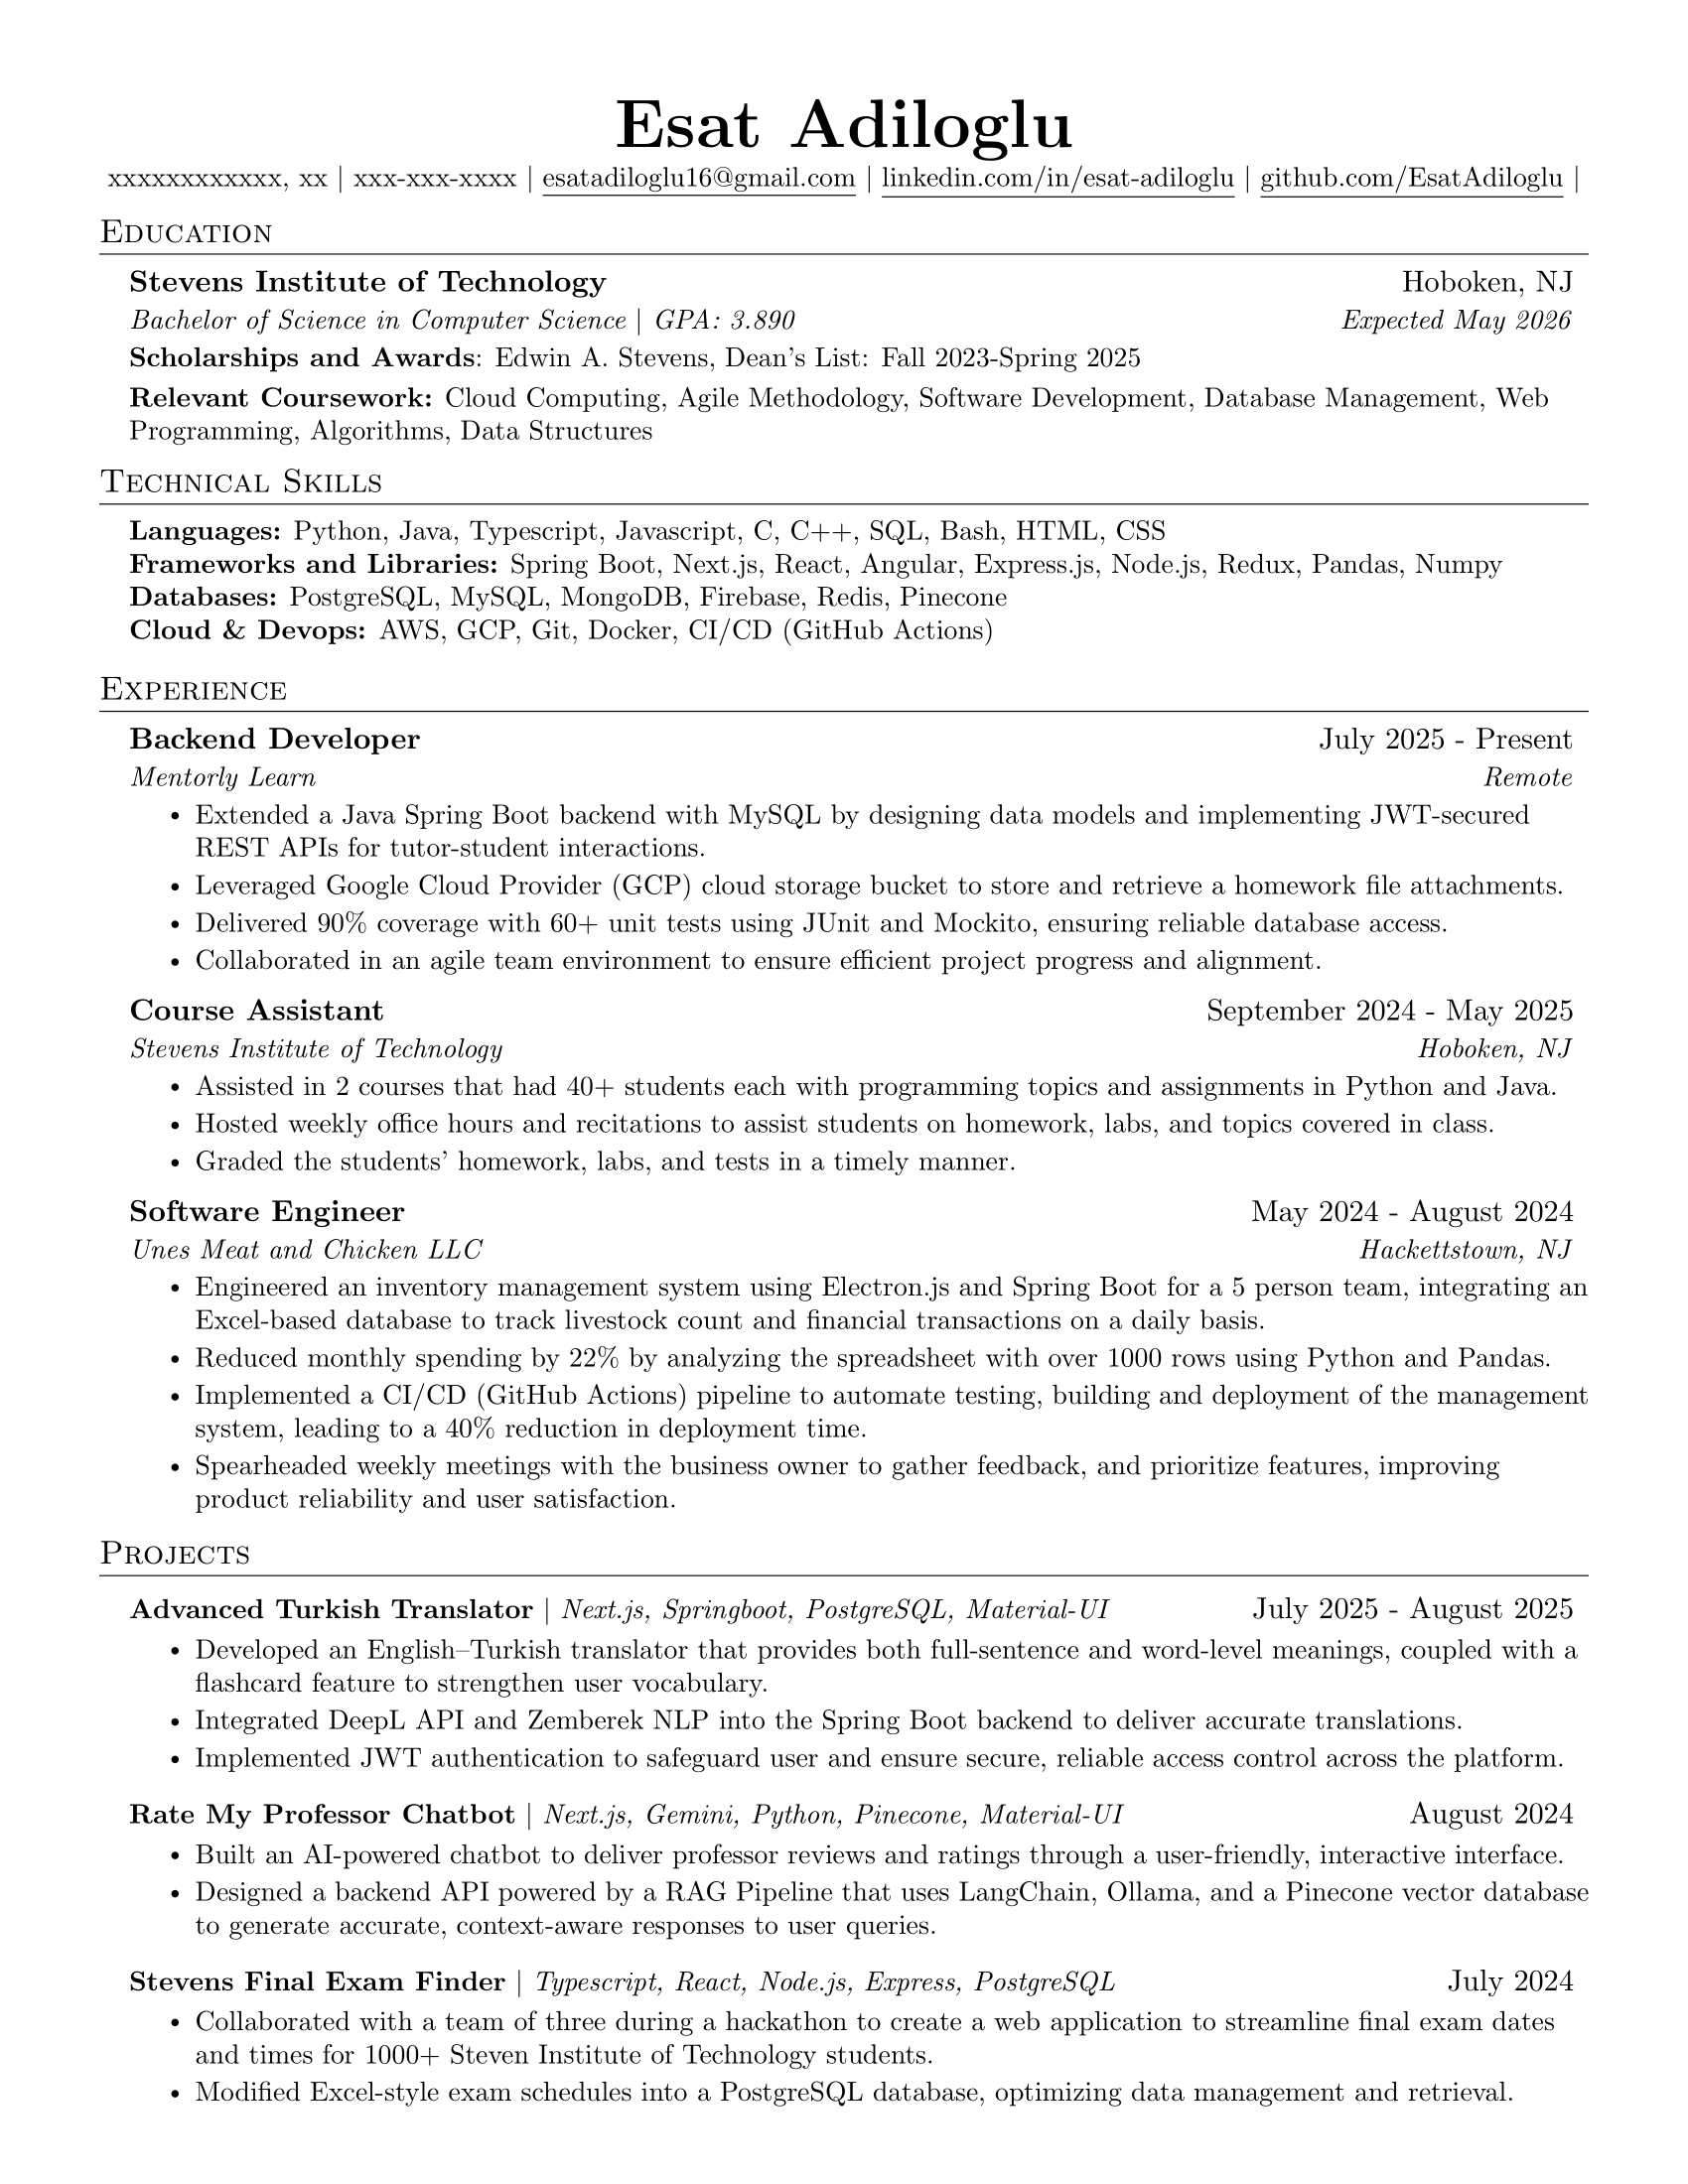 Esat Adiloglu
xxxxxxxxxxxx, xx | xxx-xxx-xxxx | esatadiloglu16@gmail.com | linkedin.com/in/esat-adiloglu | github.com/EsatAdiloglu |
Education
Stevens Institute of Technology Hoboken, NJ
Bachelor of Science in Computer Science | GPA: 3.890 Expected May 2026
Scholarships and Awards: Edwin A. Stevens, Dean's List: Fall 2023-Spring 2025
Relevant Coursework: Cloud Computing, Agile Methodology, Software Development, Database Management, Web
Programming, Algorithms, Data Structures
Technical Skills
Languages: Python, Java, Typescript, Javascript, C, C++, SQL, Bash, HTML, CSS
Frameworks and Libraries: Spring Boot, Next.js, React, Angular, Express.js, Node.js, Redux, Pandas, Numpy
Databases: PostgreSQL, MySQL, MongoDB, Firebase, Redis, Pinecone
Cloud & Devops: AWS, GCP, Git, Docker, CI/CD (GitHub Actions)
Experience
Backend Developer July 2025 - Present
Mentorly Learn Remote
• Extended a Java Spring Boot backend with MySQL by designing data models and implementing JWT-secured
REST APIs for tutor-student interactions.
• Leveraged Google Cloud Provider (GCP) cloud storage bucket to store and retrieve a homework file attachments.
• Delivered 90% coverage with 60+ unit tests using JUnit and Mockito, ensuring reliable database access.
• Collaborated in an agile team environment to ensure efficient project progress and alignment.
Course Assistant September 2024 - May 2025
Stevens Institute of Technology Hoboken, NJ
• Assisted in 2 courses that had 40+ students each with programming topics and assignments in Python and Java.
• Hosted weekly office hours and recitations to assist students on homework, labs, and topics covered in class.
• Graded the students' homework, labs, and tests in a timely manner.
Software Engineer May 2024 - August 2024
Unes Meat and Chicken LLC Hackettstown, NJ
• Engineered an inventory management system using Electron.js and Spring Boot for a 5 person team, integrating an
Excel-based database to track livestock count and financial transactions on a daily basis.
• Reduced monthly spending by 22% by analyzing the spreadsheet with over 1000 rows using Python and Pandas.
• Implemented a CI/CD (GitHub Actions) pipeline to automate testing, building and deployment of the management
system, leading to a 40% reduction in deployment time.
• Spearheaded weekly meetings with the business owner to gather feedback, and prioritize features, improving
product reliability and user satisfaction.
Projects
Advanced Turkish Translator | Next.js, Springboot, PostgreSQL, Material-UI July 2025 - August 2025
• Developed an English–Turkish translator that provides both full-sentence and word-level meanings, coupled with a
flashcard feature to strengthen user vocabulary.
• Integrated DeepL API and Zemberek NLP into the Spring Boot backend to deliver accurate translations.
• Implemented JWT authentication to safeguard user and ensure secure, reliable access control across the platform.
Rate My Professor Chatbot | Next.js, Gemini, Python, Pinecone, Material-UI August 2024
• Built an AI-powered chatbot to deliver professor reviews and ratings through a user-friendly, interactive interface.
• Designed a backend API powered by a RAG Pipeline that uses LangChain, Ollama, and a Pinecone vector database
to generate accurate, context-aware responses to user queries.
Stevens Final Exam Finder | Typescript, React, Node.js, Express, PostgreSQL July 2024
• Collaborated with a team of three during a hackathon to create a web application to streamline final exam dates
and times for 1000+ Steven Institute of Technology students.
• Modified Excel-style exam schedules into a PostgreSQL database, optimizing data management and retrieval.